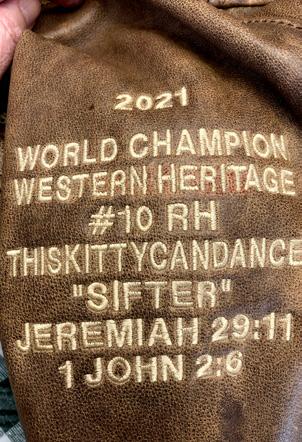 2021
WORLD CHAMPION
WESTERN HERITAGE
#10 RH
THISKITTYCANDANCE
"SIFTER"
JEREMIAH 29:11
1 JOHN 2:6